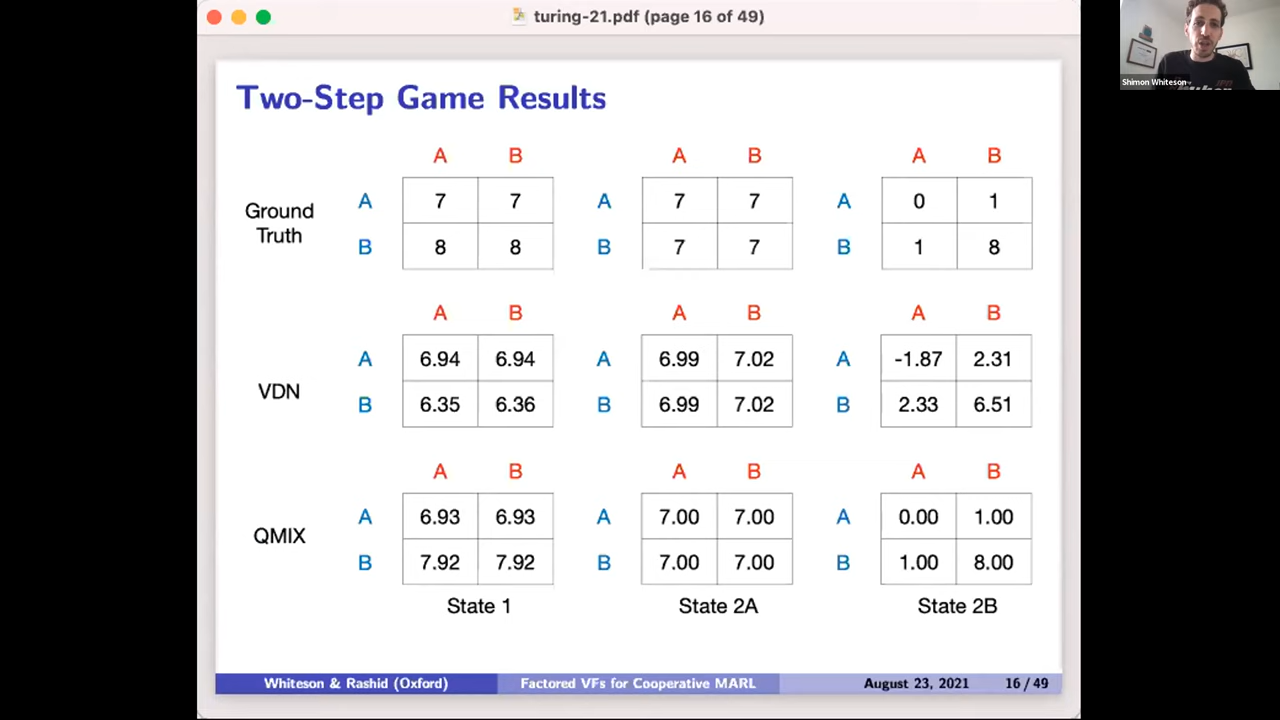 turing-21.pdf (page 16 of 49)
Shimon Whiteson
Two-Step Game Results
A B A B A B
Ground Truth
A 7 7 A 7 7 A 0 1
B 8 8 B 7 7 B 1 8
A B A B A B
VDN
A 6.94 6.94 A 6.99 7.02 A -1.87 2.31
B 6.35 6.36 B 6.99 7.02 B 2.33 6.51
A B A B A B
QMIX
A 6.93 6.93 A 7.00 7.00 A 0.00 1.00
B 7.92 7.92 B 7.00 7.00 B 1.00 8.00
State 1 State 2A State 2B
Whiteson & Rashid (Oxford) Factored VFs for Cooperative MARL August 23, 2021 16 / 49